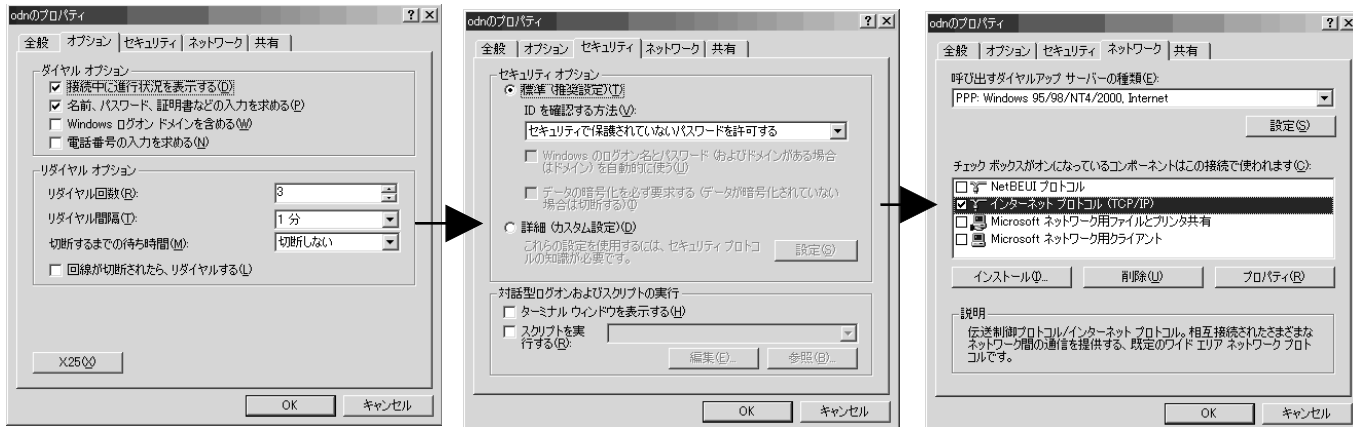 odnのプロパティ
全般 オプション セキュリティ ネットワーク 共有
ダイヤル オプション
接続中に進行状況を表示する(D)
名前、パスワード、証明書などの入力を求める(P)
Windows ログオン ドメインを含める(W)
電話番号の入力を求める(N)
リダイヤル オプション
リダイヤル回数(R): 3
リダイヤル間隔(T): 1 分
切断するまでの待ち時間(M): 切断しない
回線が切断されたら、リダイヤルする(L)
X.25(X)
OK キャンセル
odnのプロパティ
全般 オプション セキュリティ ネットワーク 共有
セキュリティ オプション
標準 (推奨設定)(T)
ID を確認する方法(V):
セキュリティで保護されていないパスワードを許可する
Windows のログオン名とパスワード (およびドメインがある場合
はドメイン) を自動的に使う(U)
データの暗号化を必ず要求する (データが暗号化されていない
場合は切断する)(I)
詳細 (カスタム設定)(D)
これらの設定を使用するには、セキュリティ プロトコ
ルの知識が必要です。
設定(S)
対話型ログオンおよびスクリプトの実行
ターミナル ウィンドウを表示する(H)
スクリプトを実
行する(R):
編集(E)... 参照(B)...
OK キャンセル
odnのプロパティ
全般 オプション セキュリティ ネットワーク 共有
呼び出すダイヤルアップ サーバーの種類(E):
PPP: Windows 95/98/NT4/2000, Internet
設定(S)
チェック ボックスがオンになっているコンポーネントはこの接続で使われます(C):
NetBEUI プロトコル
インターネット プロトコル (TCP/IP)
Microsoft ネットワーク用ファイルとプリンタ共有
Microsoft ネットワーク用クライアント
インストール(I)... 削除(U) プロパティ(R)
説明
伝送制御プロトコル/インターネット プロトコル。相互接続されたさまざまな
ネットワーク間の通信を提供する、既定のワイド エリア ネットワーク プロト
コルです。
OK キャンセル